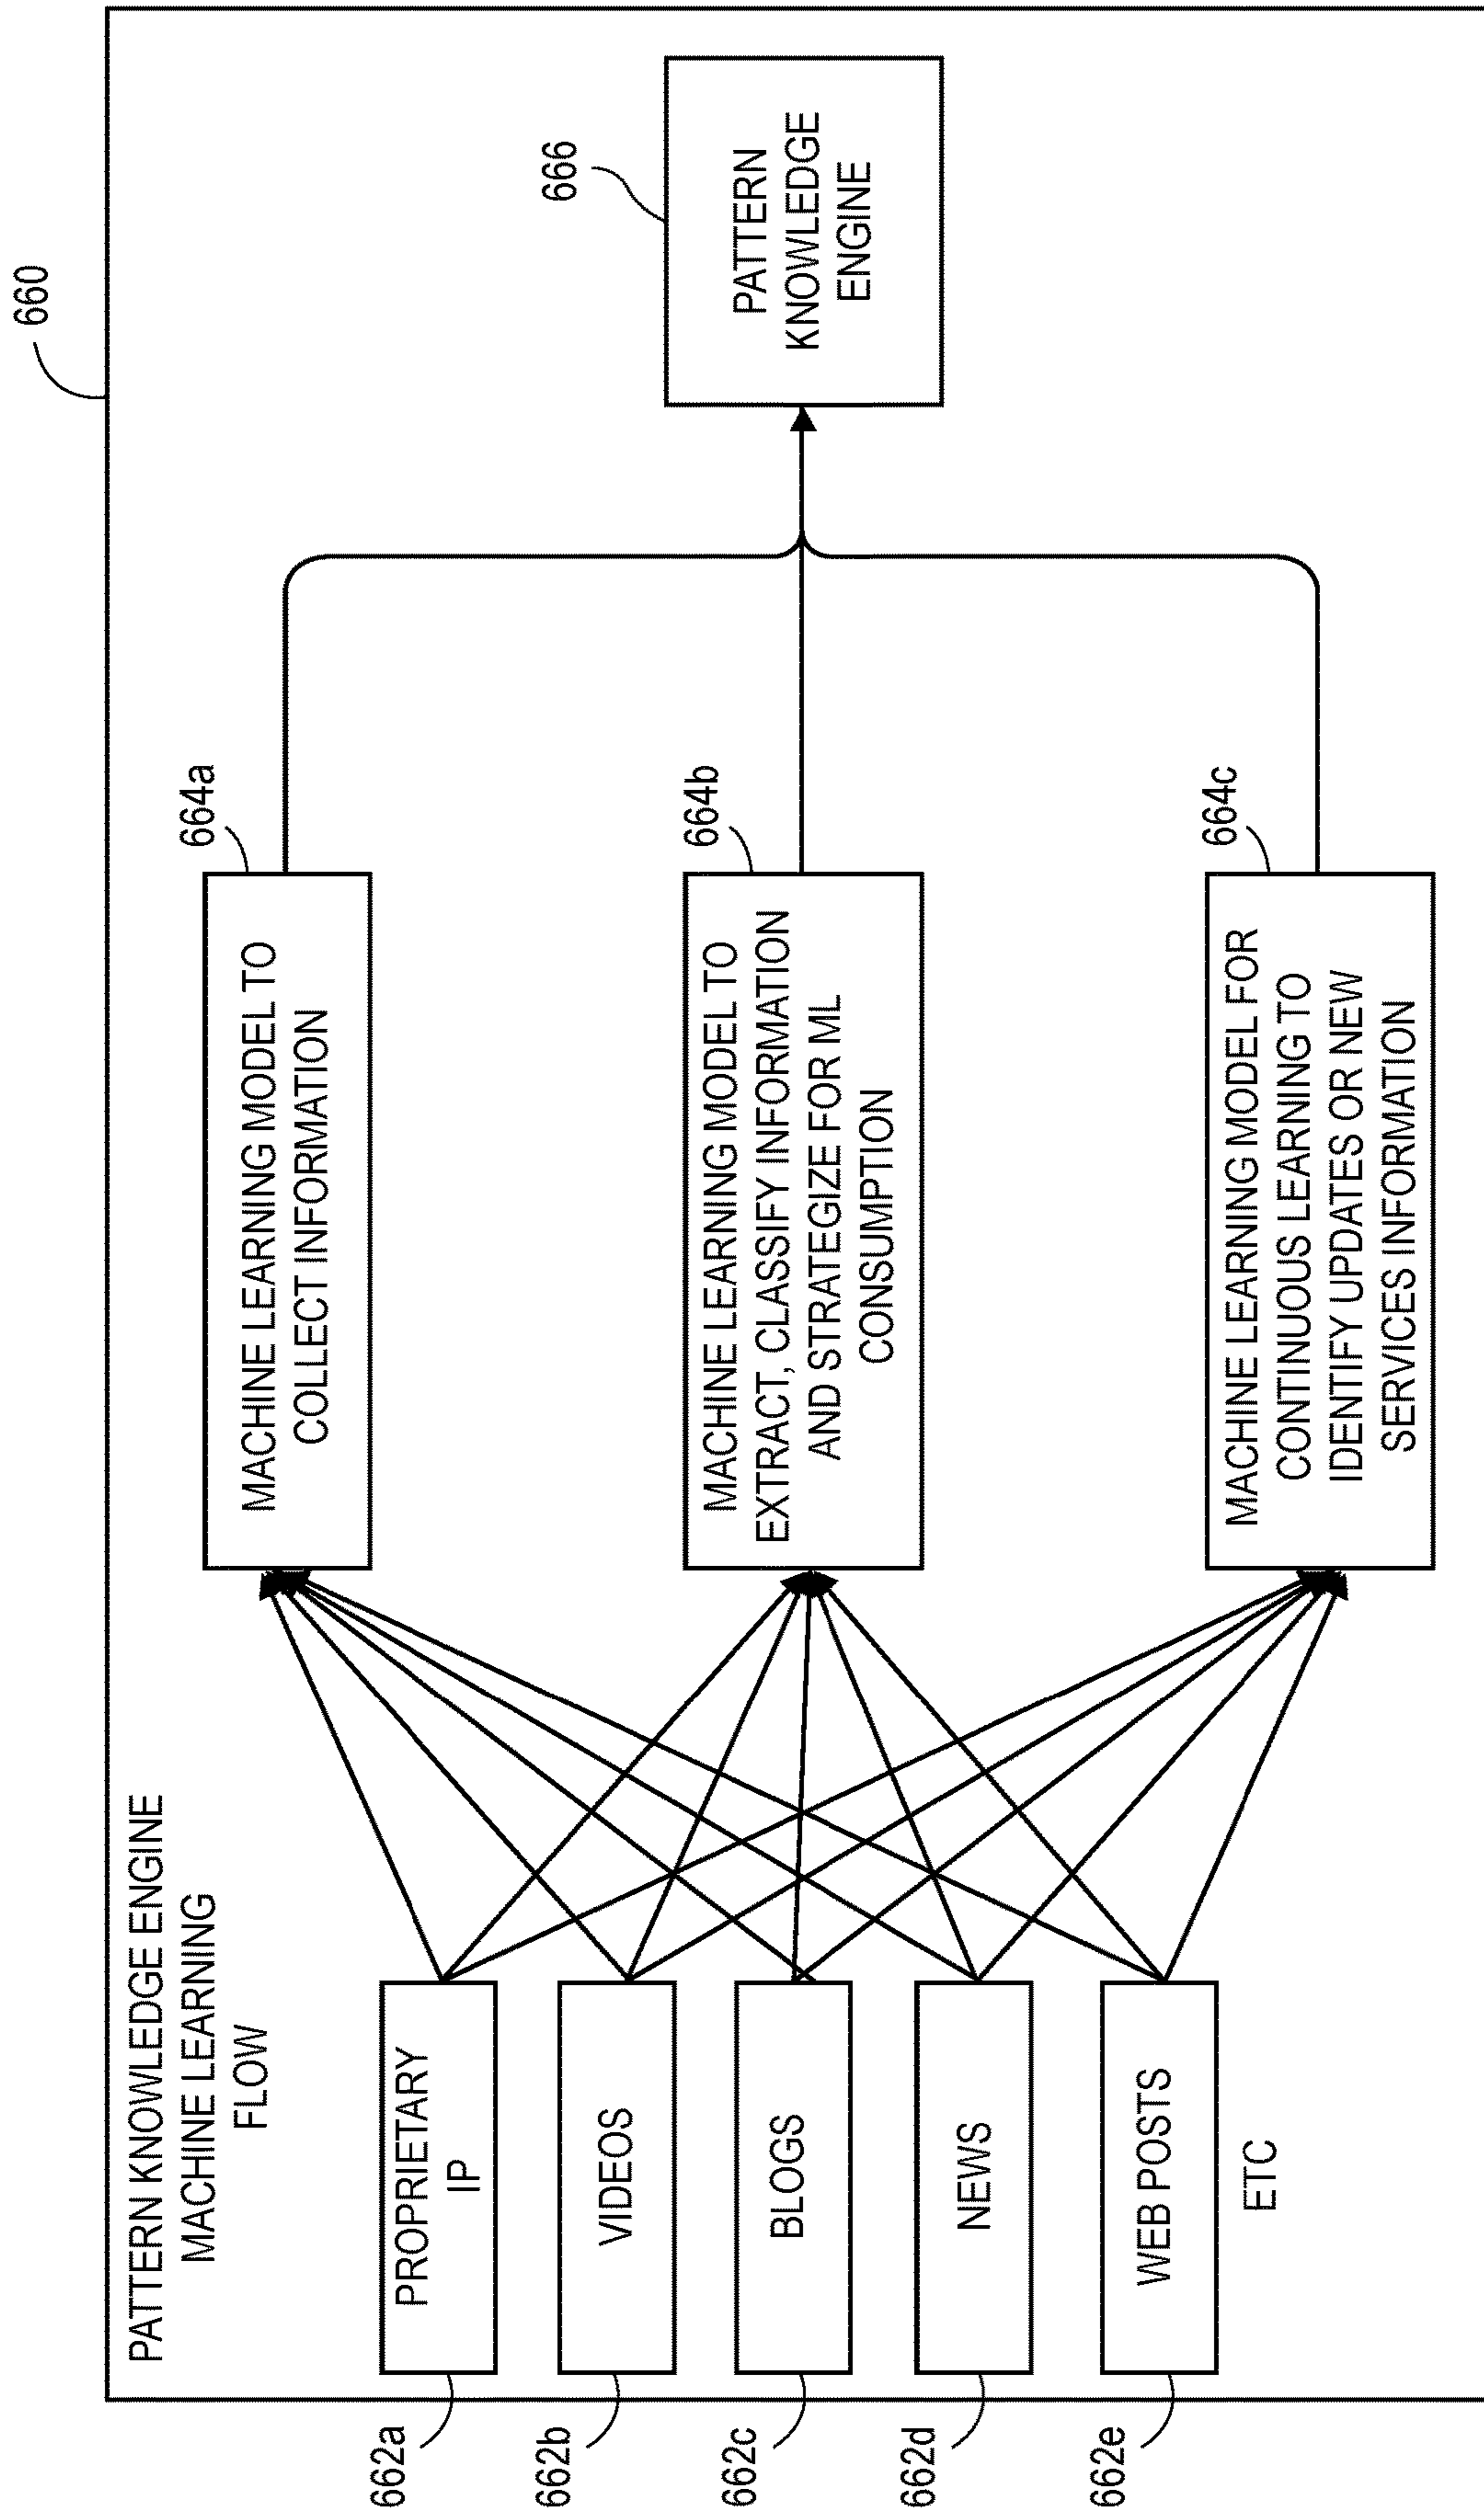 660
PATTERN KNOWLEDGE ENGINE
MACHINE LEARNING
FLOW
662a
PROPRIETARY
IP
662b
VIDEOS
662c
BLOGS
662d
NEWS
662e
WEB POSTS
ETC
664a
MACHINE LEARNING MODEL TO
COLLECT INFORMATION
664b
MACHINE LEARNING MODEL TO
EXTRACT, CLASSIFY INFORMATION
AND STRATEGIZE FOR ML
CONSUMPTION
664c
MACHINE LEARNING MODEL FOR
CONTINUOUS LEARNING TO
IDENTIFY UPDATES OR NEW
SERVICES INFORMATION
666
PATTERN
KNOWLEDGE
ENGINE